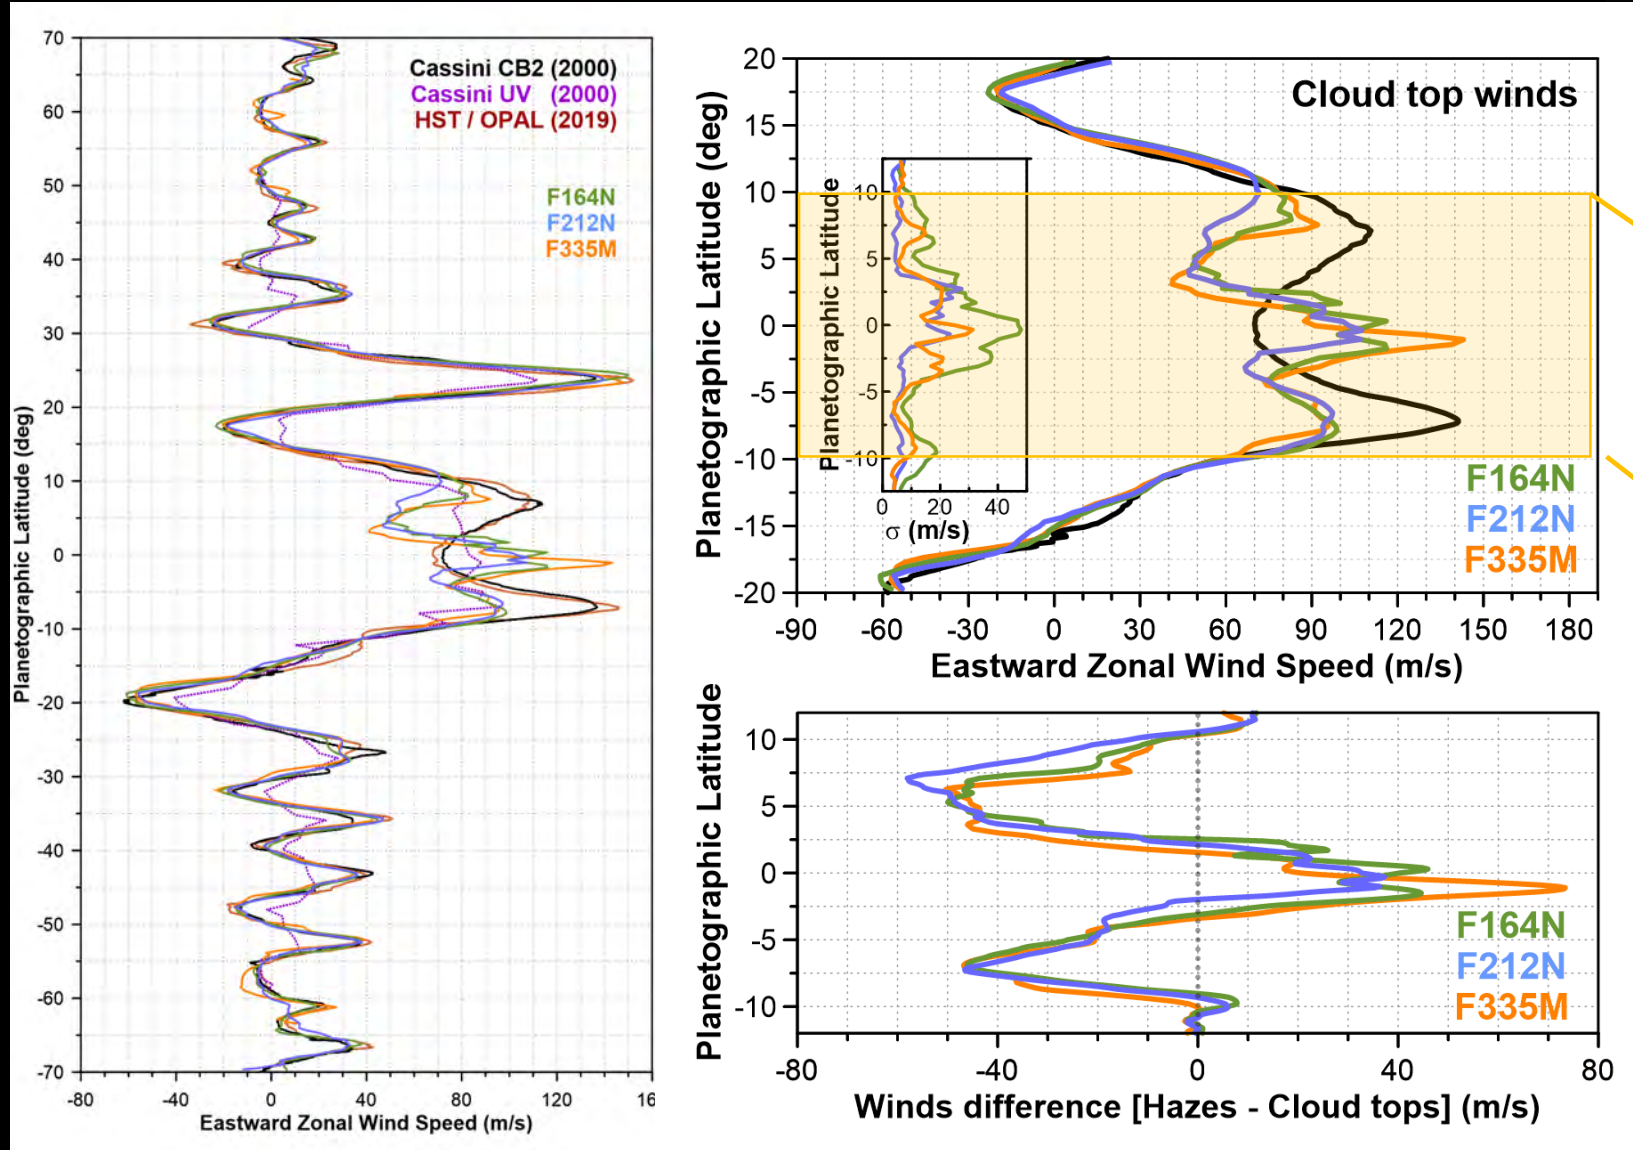 70
60
50
40
30
20
10
0
-10
-20
-30
-40
-50
-60
-70
Planetographic Latitude (deg)
Cassini CB2 (2000)
Cassini UV (2000)
HST / OPAL (2019)
F164N
F212N
F335M
-80 -40 0 40 80 120 16
Eastward Zonal Wind Speed (m/s)
20
15
10
5
0
-5
-10
-15
-20
Planetographic Latitude (deg)
Cloud top winds
10
5
0
-5
-10
Planetographic Latitude
0 20 40
σ (m/s)
F164N
F212N
F335M
-90 -60 -30 0 30 60 90 120 150 180
Eastward Zonal Wind Speed (m/s)
10
5
0
-5
-10
Planetographic Latitude
F164N
F212N
F335M
-80 -40 0 40 80
Winds difference [Hazes - Cloud tops] (m/s)